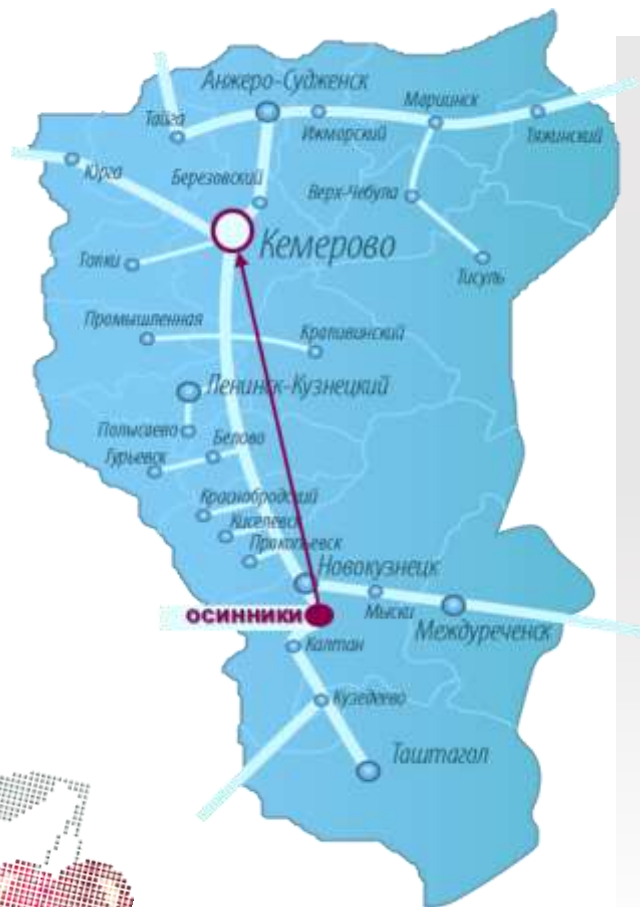 Анжеро-Судженск
Мариинск
Тайга
Ижморский
Тяжинский
Юрга
Березовский
Верх-Чебула
Кемерово
Топки
Тисуль
Промышленная
Крапивинский
Ленинск-Кузнецкий
Полысаево
Белово
Гурьевск
Краснобродский
Киселевск
Прокопьевск
Новокузнецк
Мыски
ОСИННИКИ
Междуреченск
Калтан
Кузедеево
Таштагол